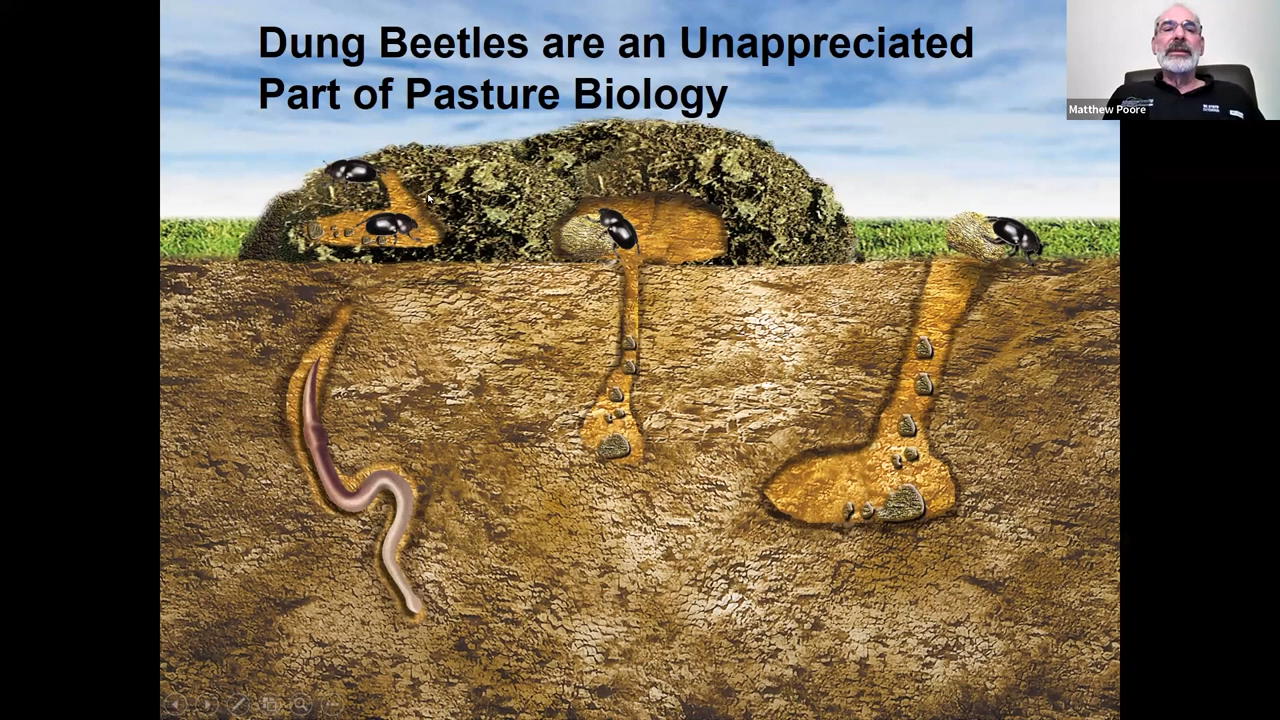 Dung Beetles are an Unappreciated
Part of Pasture Biology
Matthew Poore